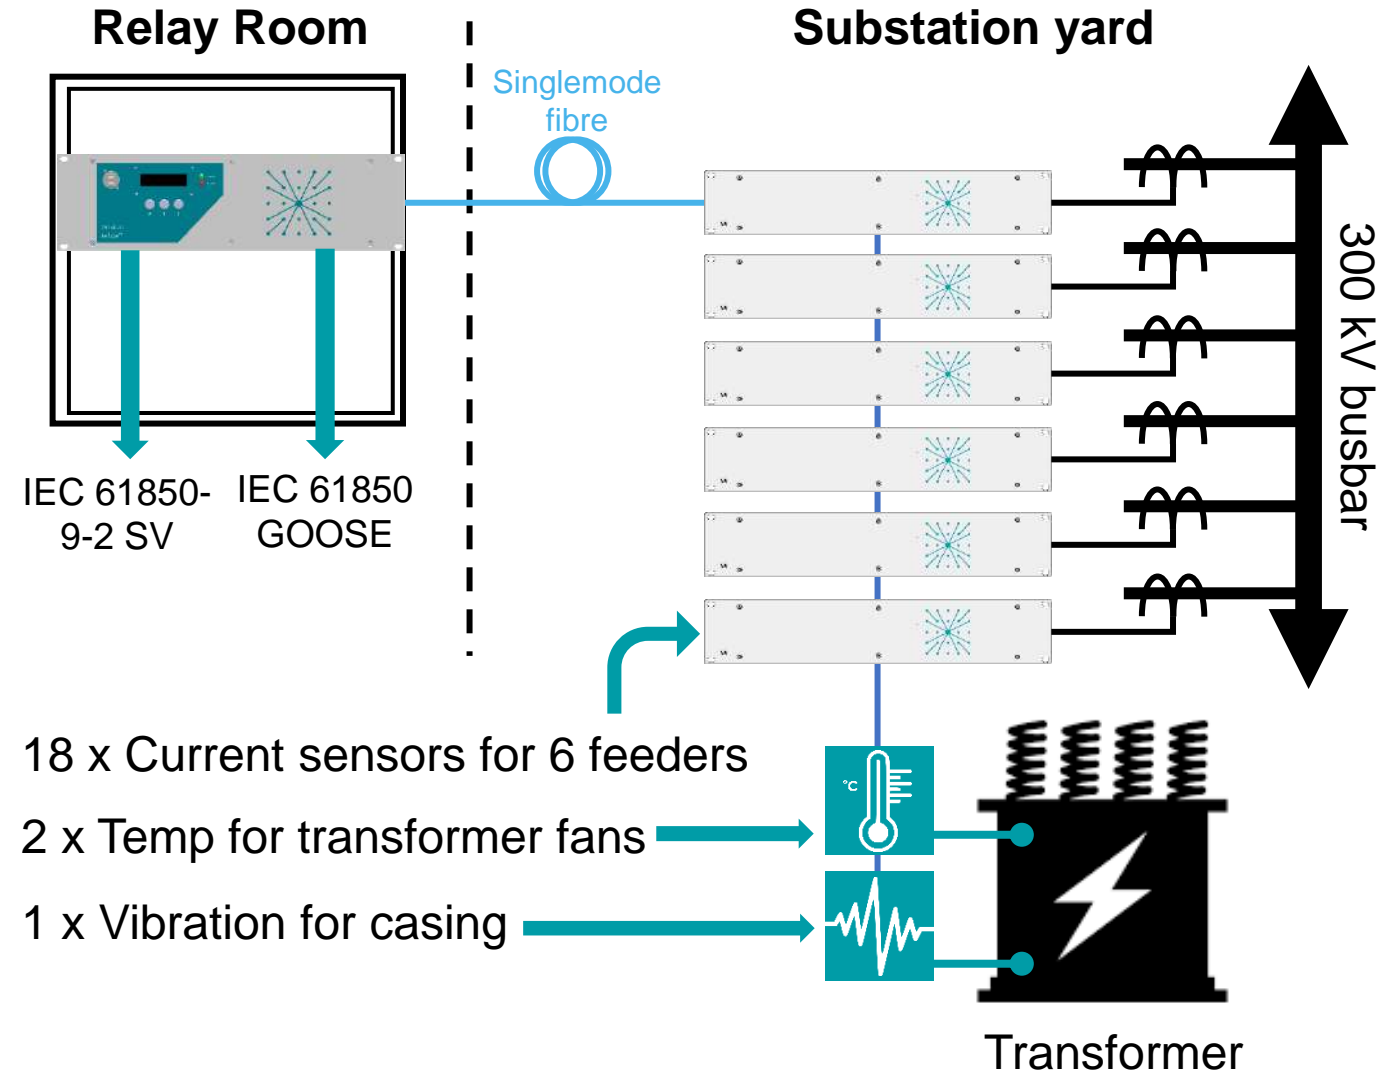 Relay Room
Substation yard
Singlemode
fibre
300 kV busbar
IEC 61850-
9-2 SV
IEC 61850
GOOSE
18 x Current sensors for 6 feeders
°C
2 x Temp for transformer fans
1 x Vibration for casing
Transformer